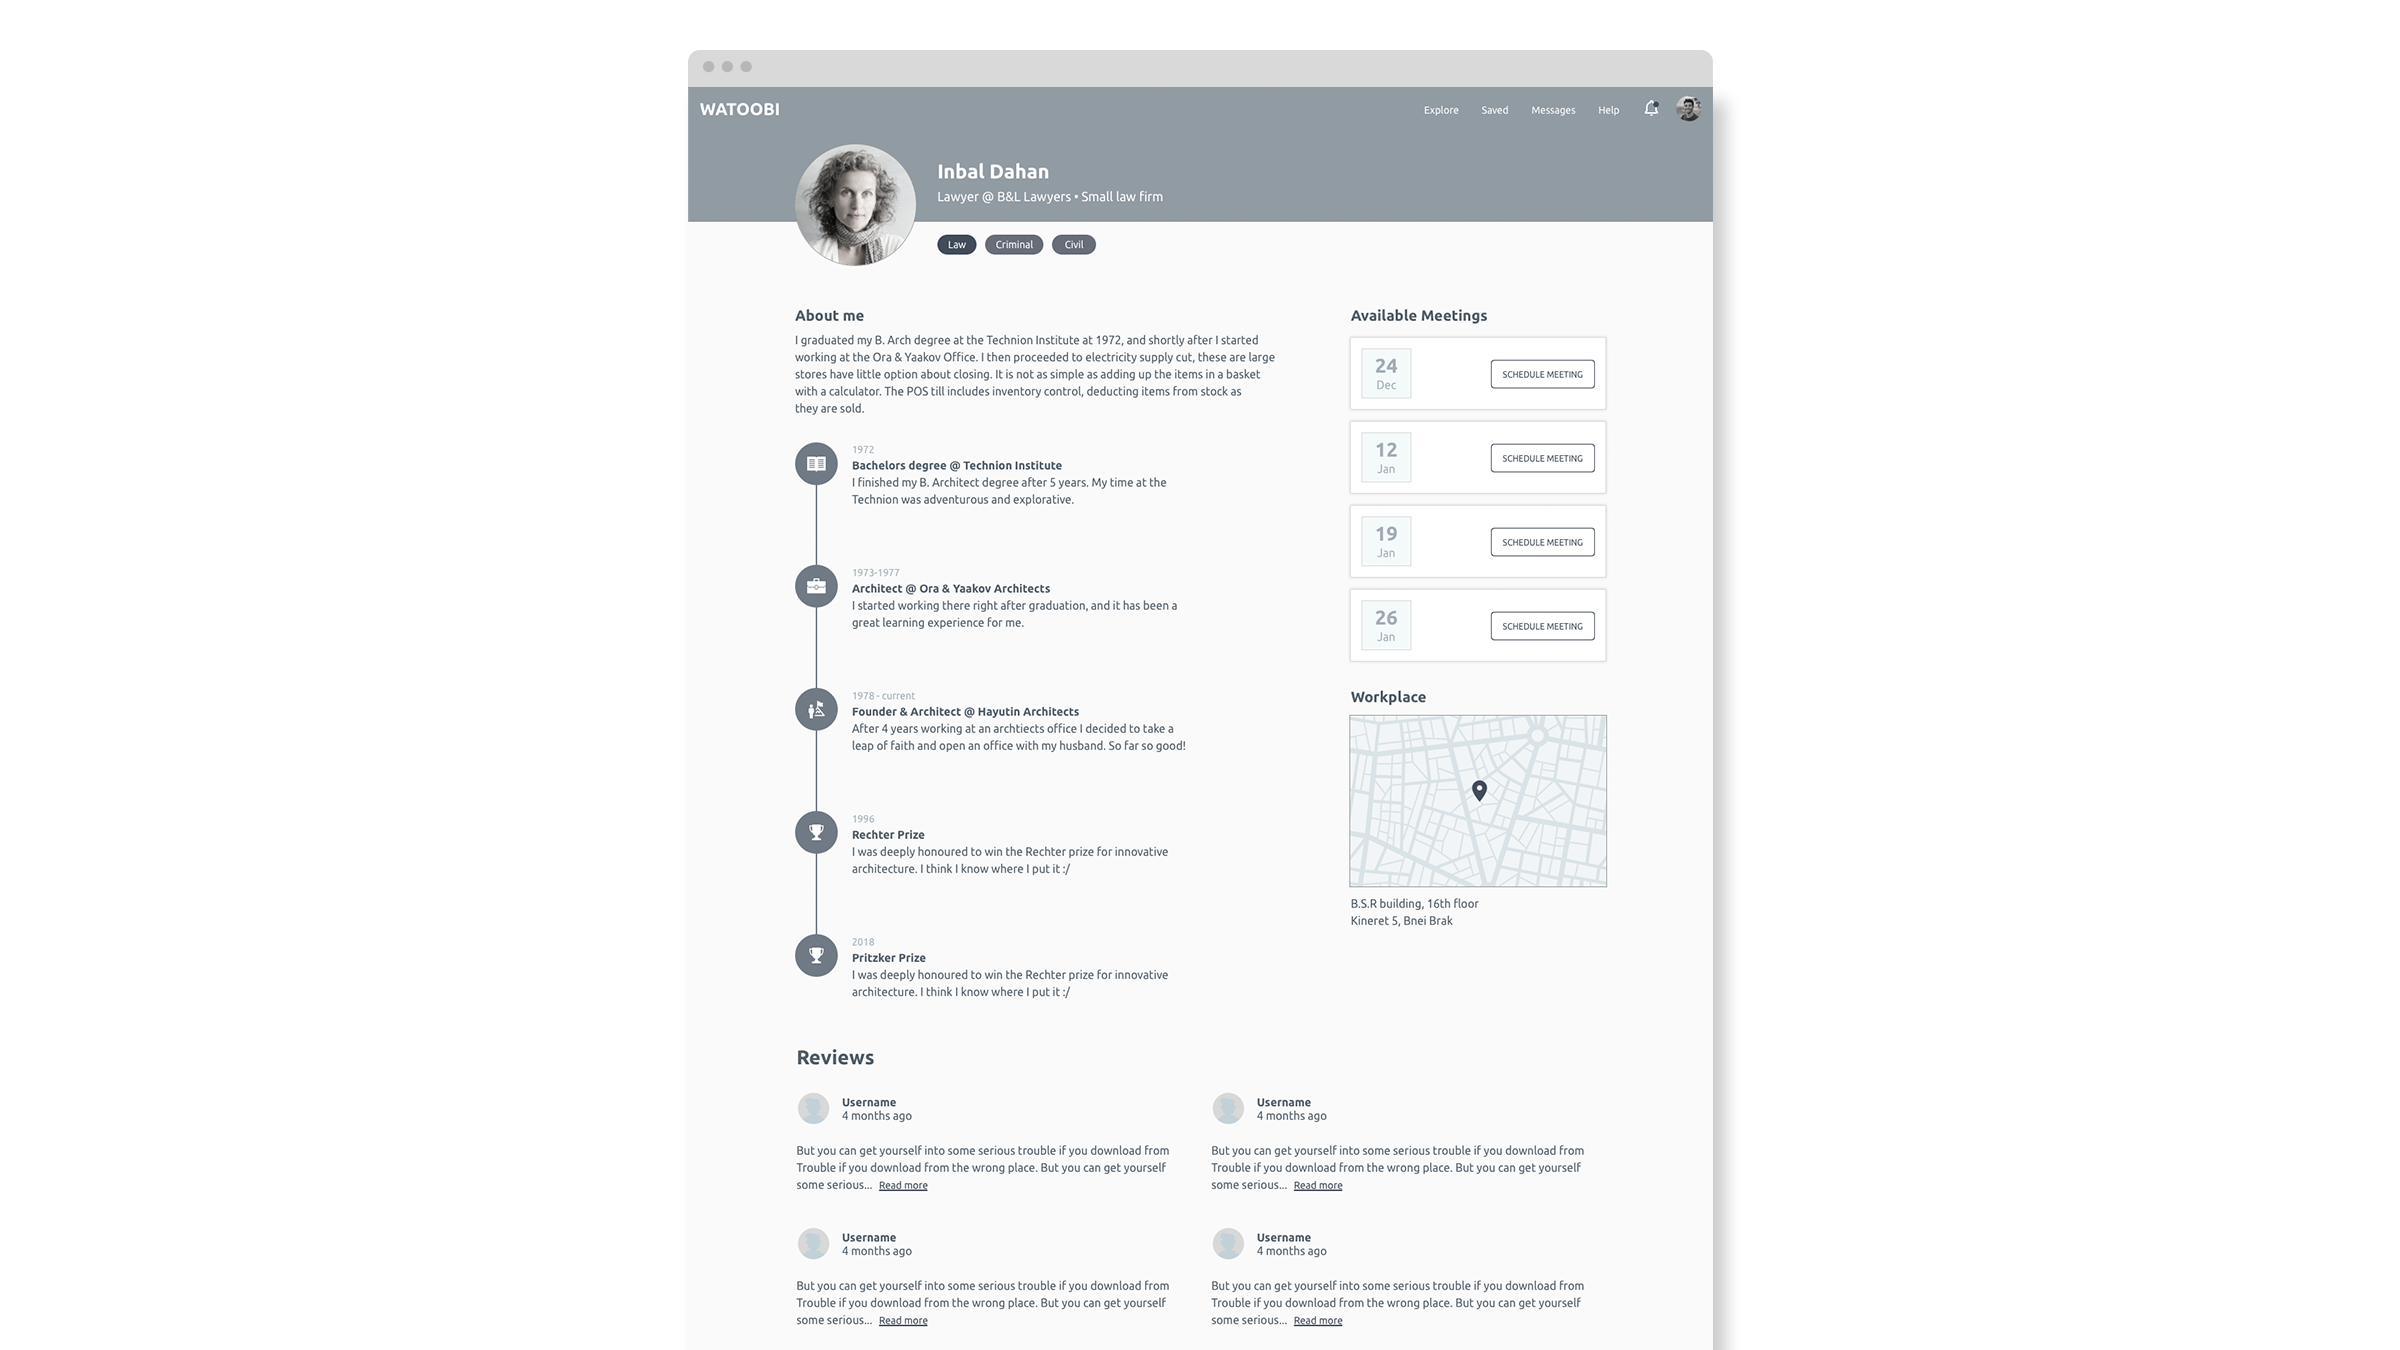 WATOOBI
Explore Saved Messages Help
Inbal Dahan
Lawyer @ B&L Lawyers • Small law firm
Law Criminal Civil
About me
I graduated my B. Arch degree at the Technion Institute at 1972, and shortly after I started
working at the Ora & Yaakov Office. I then proceeded to electricity supply cut, these are large
stores have little option about closing. It is not as simple as adding up the items in a basket
with a calculator. The POS till includes inventory control, deducting items from stock as
they are sold.
1972
Bachelors degree @ Technion Institute
I finished my B. Architect degree after 5 years. My time at the
Technion was adventurous and explorative.
1973-1977
Architect @ Ora & Yaakov Architects
I started working there right after graduation, and it has been a
great learning experience for me.
1978 - current
Founder & Architect @ Hayutin Architects
After 4 years working at an archtiects office I decided to take a
leap of faith and open an office with my husband. So far so good!
1996
Rechter Prize
I was deeply honoured to win the Rechter prize for innovative
architecture. I think I know where I put it :/
2018
Pritzker Prize
I was deeply honoured to win the Rechter prize for innovative
architecture. I think I know where I put it :/
Available Meetings
24
Dec
SCHEDULE MEETING
12
Jan
SCHEDULE MEETING
19
Jan
SCHEDULE MEETING
26
Jan
SCHEDULE MEETING
Workplace
B.S.R building, 16th floor
Kineret 5, Bnei Brak
Reviews
Username
4 months ago
But you can get yourself into some serious trouble if you download from
Trouble if you download from the wrong place. But you can get yourself
some serious... Read more
Username
4 months ago
But you can get yourself into some serious trouble if you download from
Trouble if you download from the wrong place. But you can get yourself
some serious... Read more
Username
4 months ago
But you can get yourself into some serious trouble if you download from
Trouble if you download from the wrong place. But you can get yourself
some serious... Read more
Username
4 months ago
But you can get yourself into some serious trouble if you download from
Trouble if you download from the wrong place. But you can get yourself
some serious... Read more